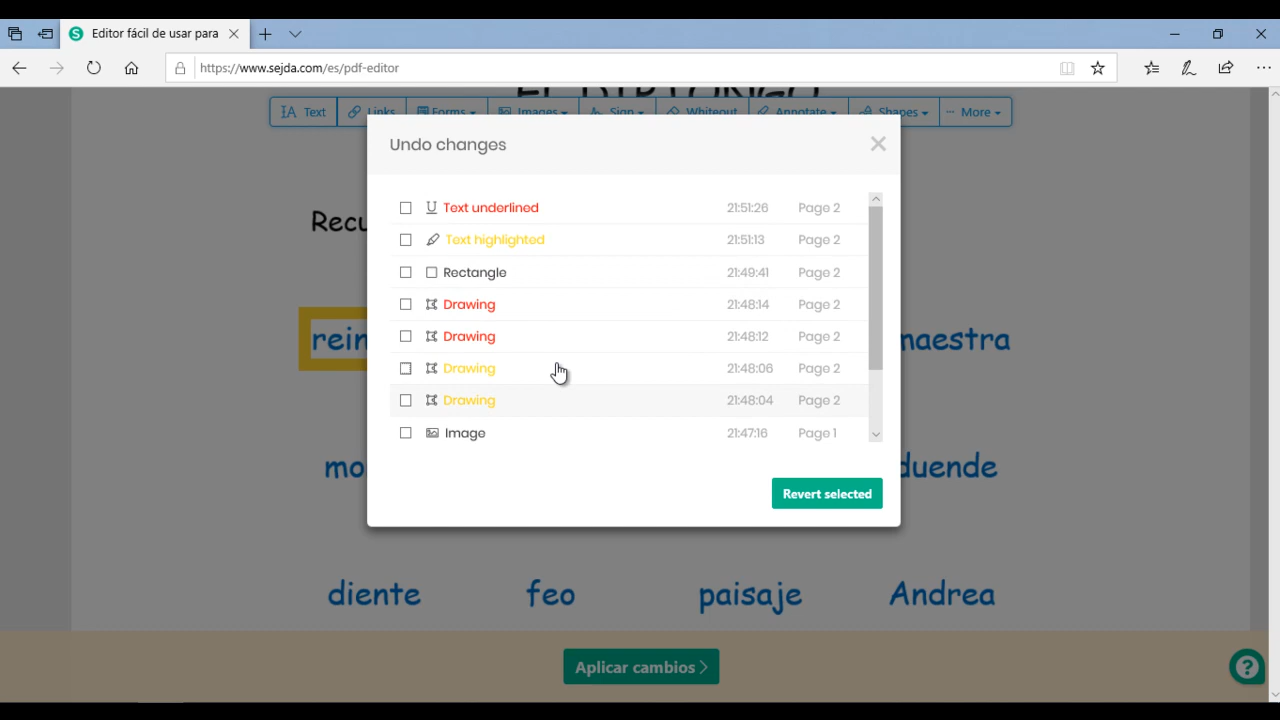 Editor fácil de usar para
https://www.sejda.com/es/pdf-editor
EL DIPTONGO
Text Links Forms Images Sign Whiteout Annotate Shapes More
Undo changes
Text underlined 21:51:26 Page 2
Text highlighted 21:51:13 Page 2
Rectangle 21:49:41 Page 2
Drawing 21:48:14 Page 2
Drawing 21:48:12 Page 2
Drawing 21:48:06 Page 2
Drawing 21:48:04 Page 2
Image 21:47:16 Page 1
Revert selected
Recu
rein maestra
mo duende
diente feo paisaje Andrea
Aplicar cambios